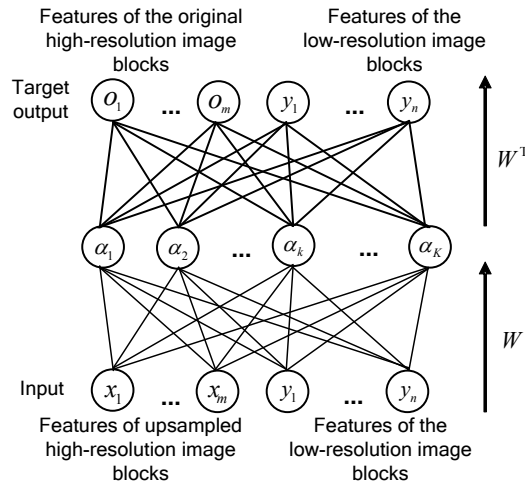 Features of the original
high-resolution image
blocks
Features of the
low-resolution image
blocks
Target
output
o₁ ... oₘ y₁ ... yₙ
Wᵀ
α₁ α₂ ... αₖ ... α_K
W
Input
x₁ ... xₘ y₁ ... yₙ
Features of upsampled
high-resolution image
blocks
Features of the
low-resolution image
blocks